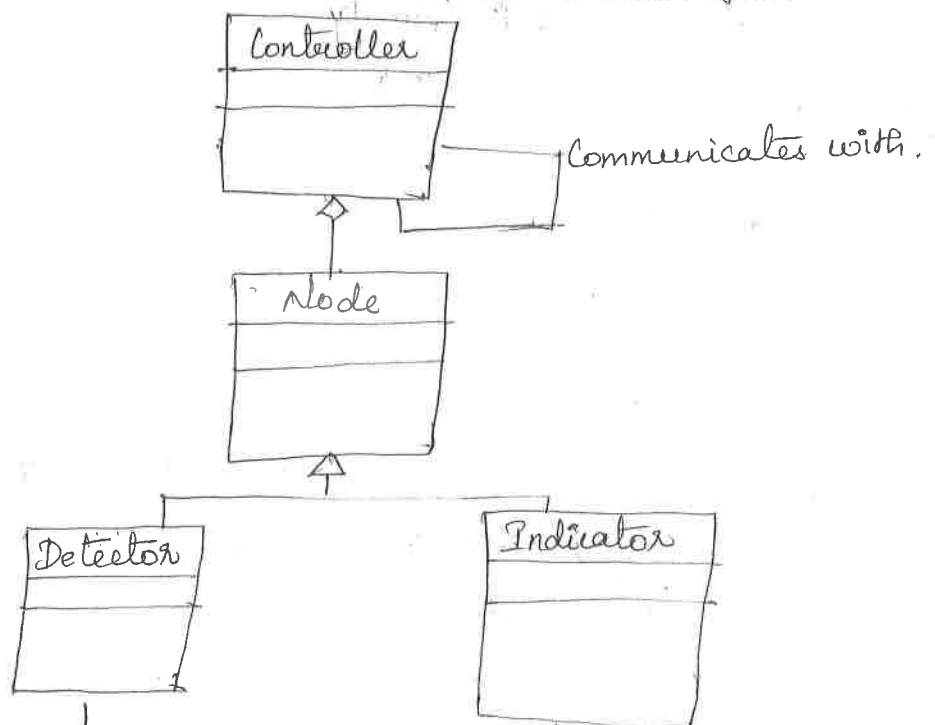 Controller
Communicates with.
Node
Detector
Indicator